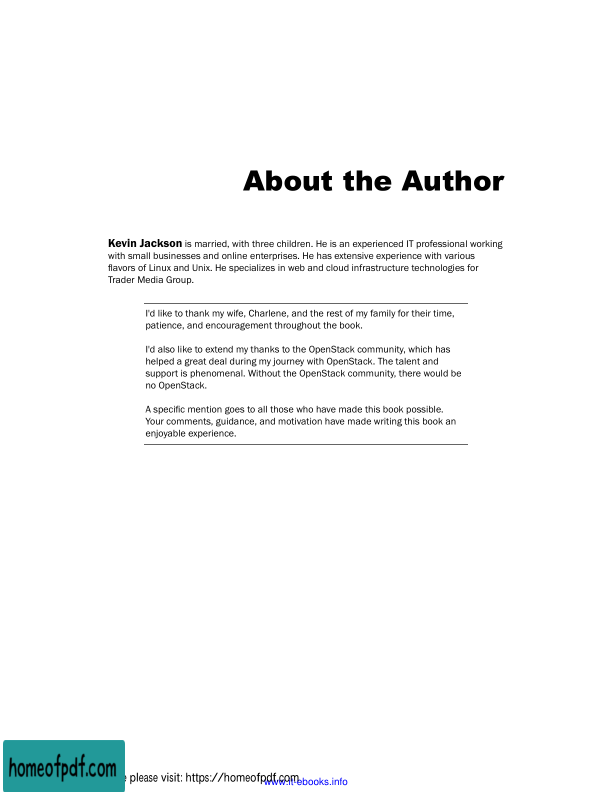 About the Author
Kevin Jackson is married, with three children. He is an experienced IT professional working
with small businesses and online enterprises. He has extensive experience with various
flavors of Linux and Unix. He specializes in web and cloud infrastructure technologies for
Trader Media Group.
I'd like to thank my wife, Charlene, and the rest of my family for their time,
patience, and encouragement throughout the book.
I'd also like to extend my thanks to the OpenStack community, which has
helped a great deal during my journey with OpenStack. The talent and
support is phenomenal. Without the OpenStack community, there would be
no OpenStack.
A specific mention goes to all those who have made this book possible.
Your comments, guidance, and motivation have made writing this book an
enjoyable experience.
homeofpdf.com
please visit: https://homeofpdf.com
www.it-ebooks.info